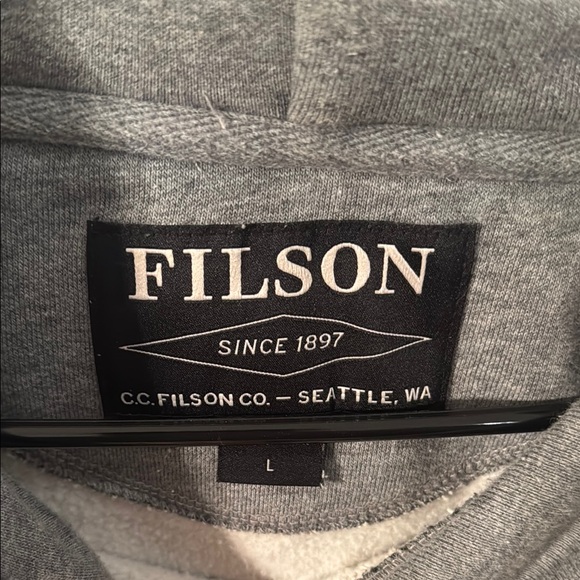 FILSON
SINCE 1897
C.C. FILSON CO. — SEATTLE, WA
L